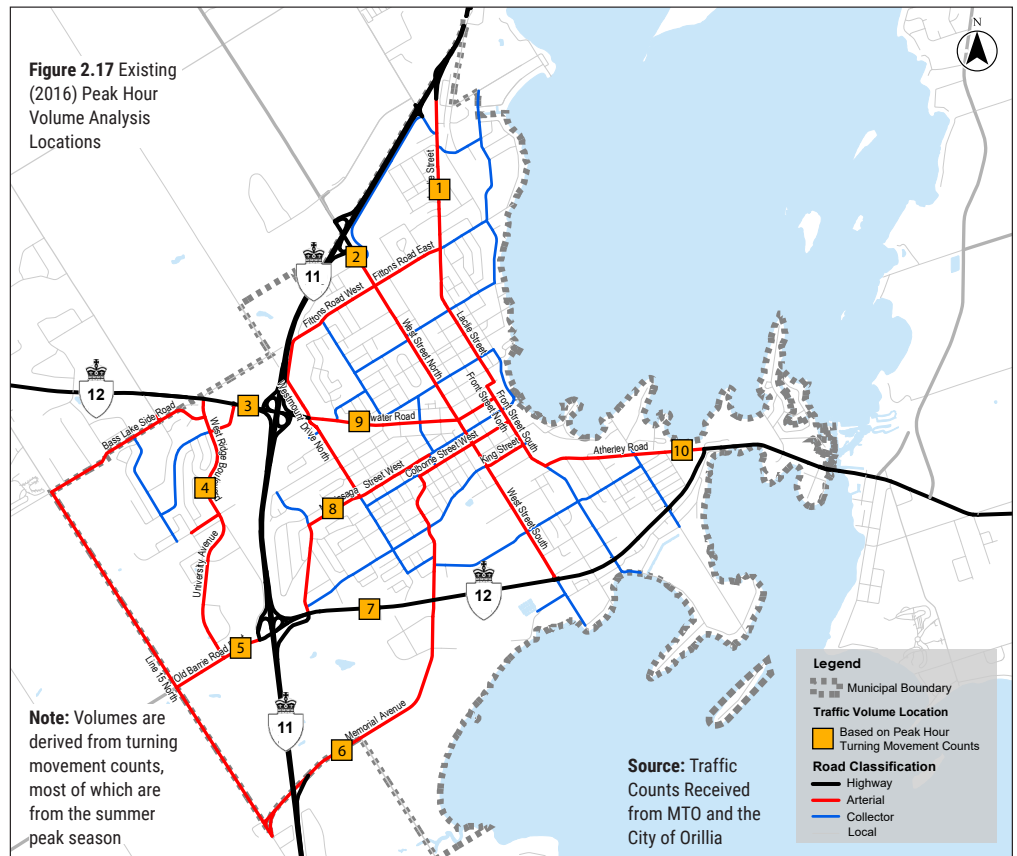 Figure 2.17 Existing
(2016) Peak Hour
Volume Analysis
Locations
N
1
Street
2
11
Fittons Road East
Fittons Road West
Laclie Street
West Street North
12
3
Bass Lake Side Road
West Ridge Boulevard
Westmount Drive North
9
water Road
Front Street North
Front Street South
Colborne Street West
King Street
Atherley Road
10
4
8
Street West
West Street South
University Avenue
12
7
5
Old Barrie Road
Line 15 North
11
Memorial Avenue
6
Note: Volumes are
derived from turning
movement counts,
most of which are
from the summer
peak season
Source: Traffic
Counts Received
from MTO and the
City of Orillia
Legend
Municipal Boundary
Traffic Volume Location
Based on Peak Hour
Turning Movement Counts
Road Classification
Highway
Arterial
Collector
Local